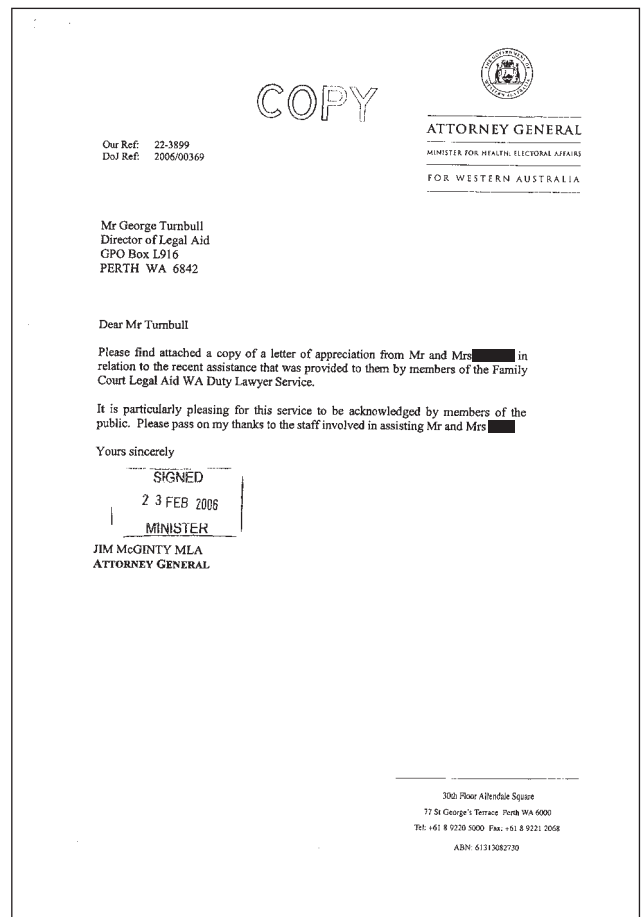 COPY
THE GOVERNMENT OF
WESTERN AUSTRALIA
ATTORNEY GENERAL
MINISTER FOR HEALTH; ELECTORAL AFFAIRS
FOR WESTERN AUSTRALIA
Our Ref: 22-3899
DoJ Ref: 2006/00369
Mr George Turnbull
Director of Legal Aid
GPO Box L916
PERTH WA 6842
Dear Mr Turnbull
Please find attached a copy of a letter of appreciation from Mr and Mrs in
relation to the recent assistance that was provided to them by members of the Family
Court Legal Aid WA Duty Lawyer Service.
It is particularly pleasing for this service to be acknowledged by members of the
public. Please pass on my thanks to the staff involved in assisting Mr and Mrs
Yours sincerely
SIGNED
23 FEB 2006
MINISTER
JIM McGINTY MLA
ATTORNEY GENERAL
30th Floor Allendale Square
77 St George's Terrace Perth WA 6000
Tel: +61 8 9220 5000 Fax: +61 8 9221 2068
ABN: 61313082730